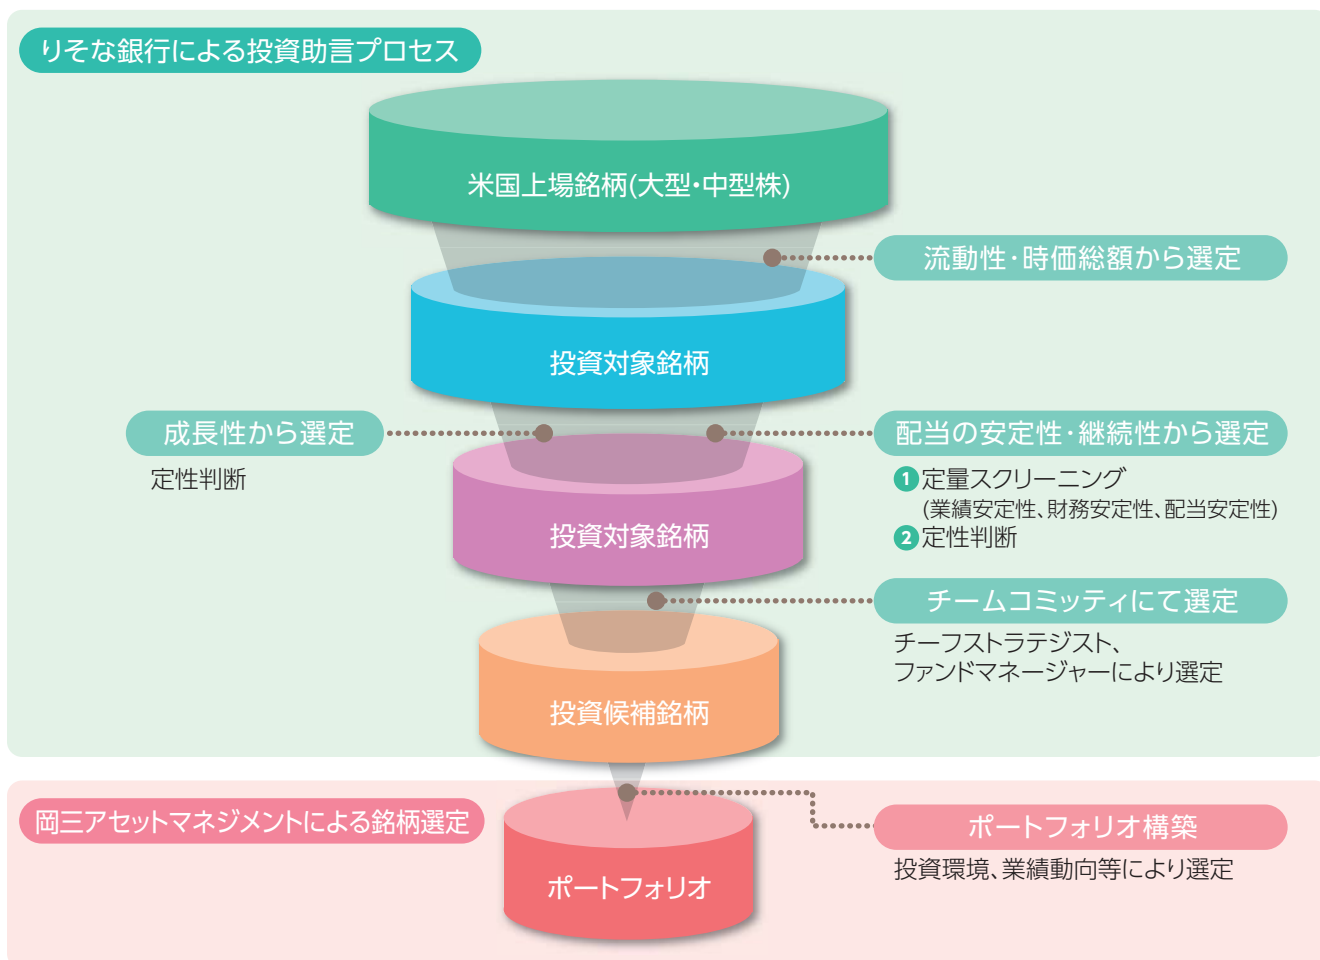 りそな銀行による投資助言プロセス
米国上場銘柄(大型・中型株)
流動性・時価総額から選定
投資対象銘柄
成長性から選定
定性判断
配当の安定性・継続性から選定
1 定量スクリーニング
(業績安定性、財務安定性、配当安定性)
2 定性判断
投資対象銘柄
チームコミッティにて選定
チーフストラテジスト、
ファンドマネージャーにより選定
投資候補銘柄
岡三アセットマネジメントによる銘柄選定
ポートフォリオ構築
投資環境、業績動向等により選定
ポートフォリオ